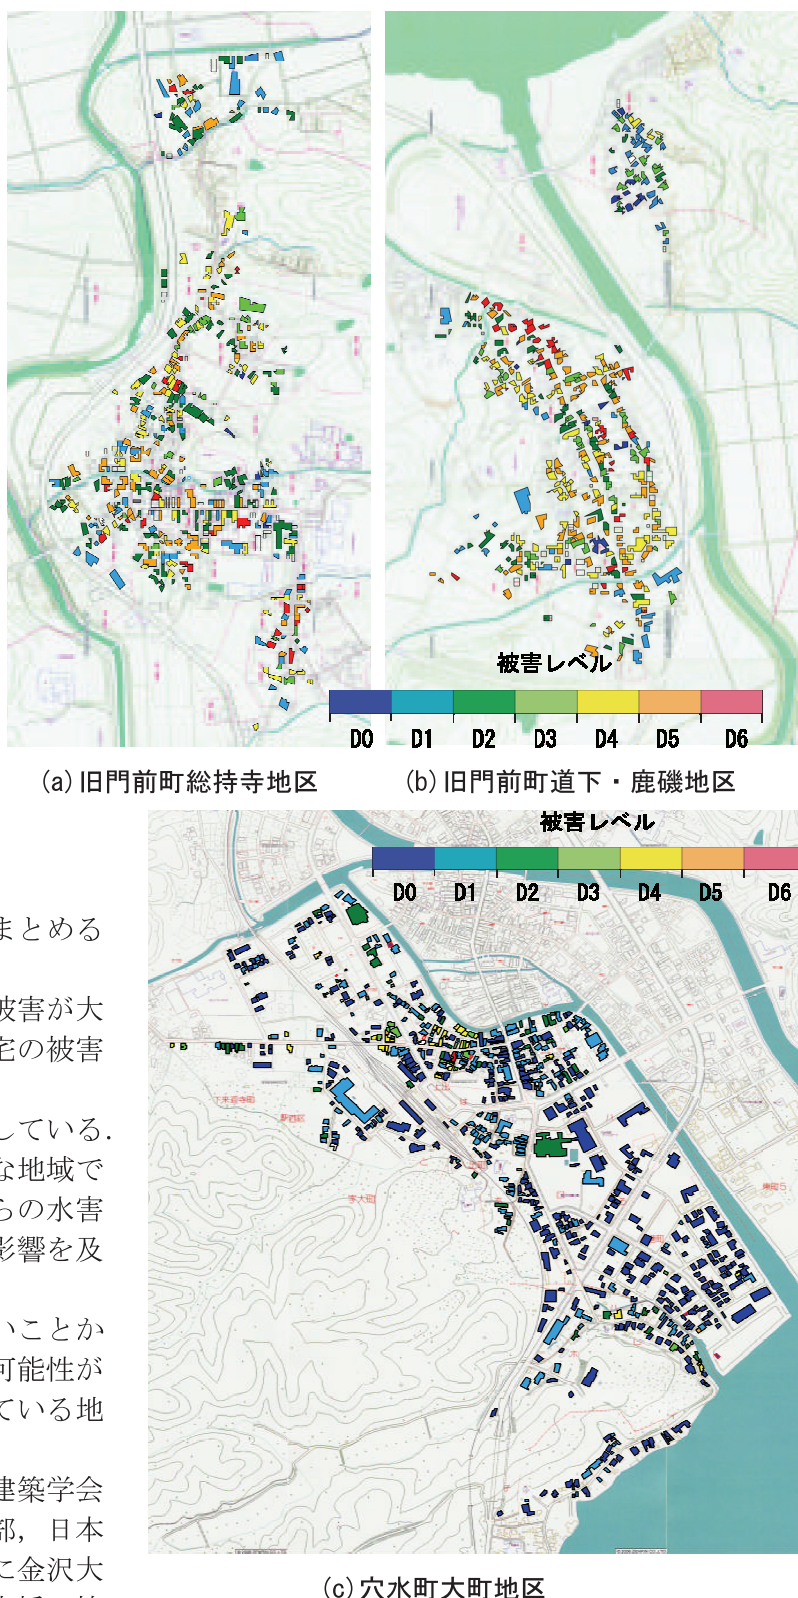 被害レベル
D0 D1 D2 D3 D4 D5 D6
(a)旧門前町総持寺地区
(b)旧門前町道下・鹿磯地区
被害レベル
D0 D1 D2 D3 D4 D5 D6
まとめる
被害が大
宅の被害
している.
な地域で
らの水害
影響を及
いことか
可能性が
ている地
建築学会
部，日本
に金沢大
(c)穴水町大町地区